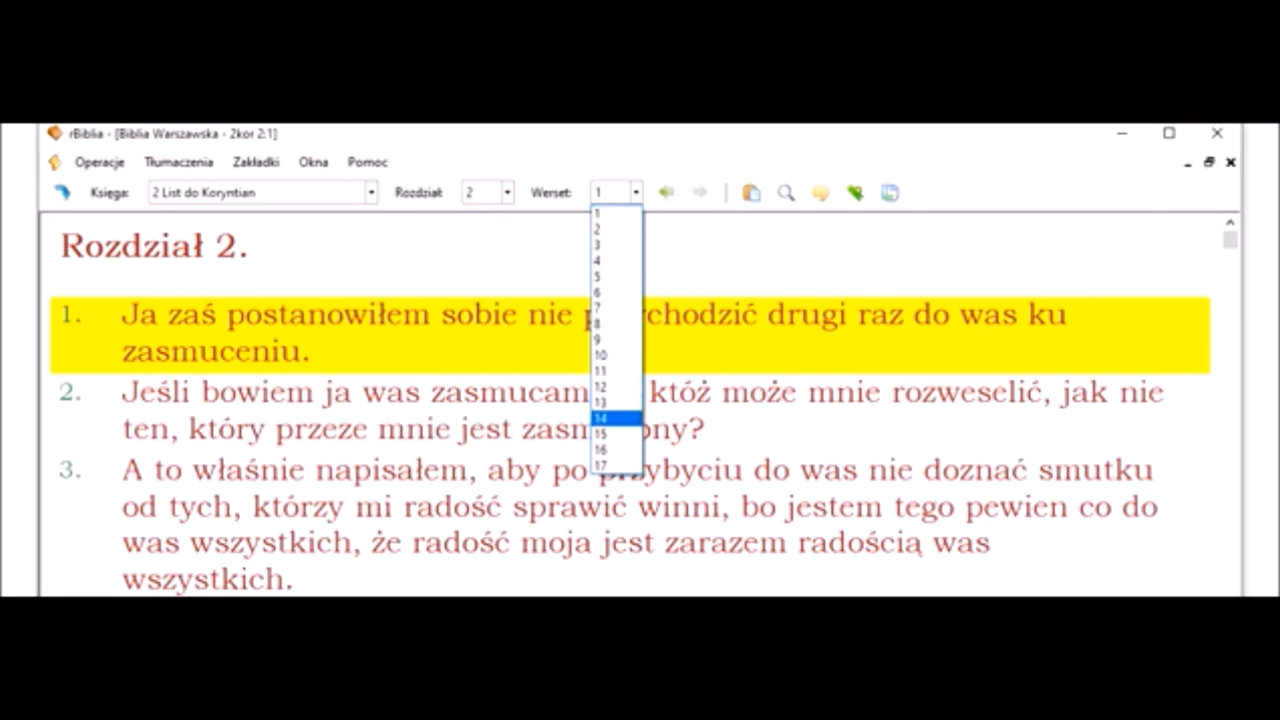 rBiblia - [Biblia Warszawska - 2kor 2:1]
Operacje Tłumaczenia Zakładki Okna Pomoc
Księga: 2 List do Koryntian Rozdział: 2 Werset: 1
1
2
3
4
5
6
7
8
9
10
11
12
13
14
15
16
17
Rozdział 2.
1. Ja zaś postanowiłem sobie nie chodzić drugi raz do was ku
zasmuceniu.
2. Jeśli bowiem ja was zasmucam któż może mnie rozweselić, jak nie
ten, który przeze mnie jest
3. A to właśnie napisałem, aby po przybyciu do was nie doznać smutku
od tych, którzy mi radość sprawić winni, bo jestem tego pewien co do
was wszystkich, że radość moja jest zarazem radością was
wszystkich.